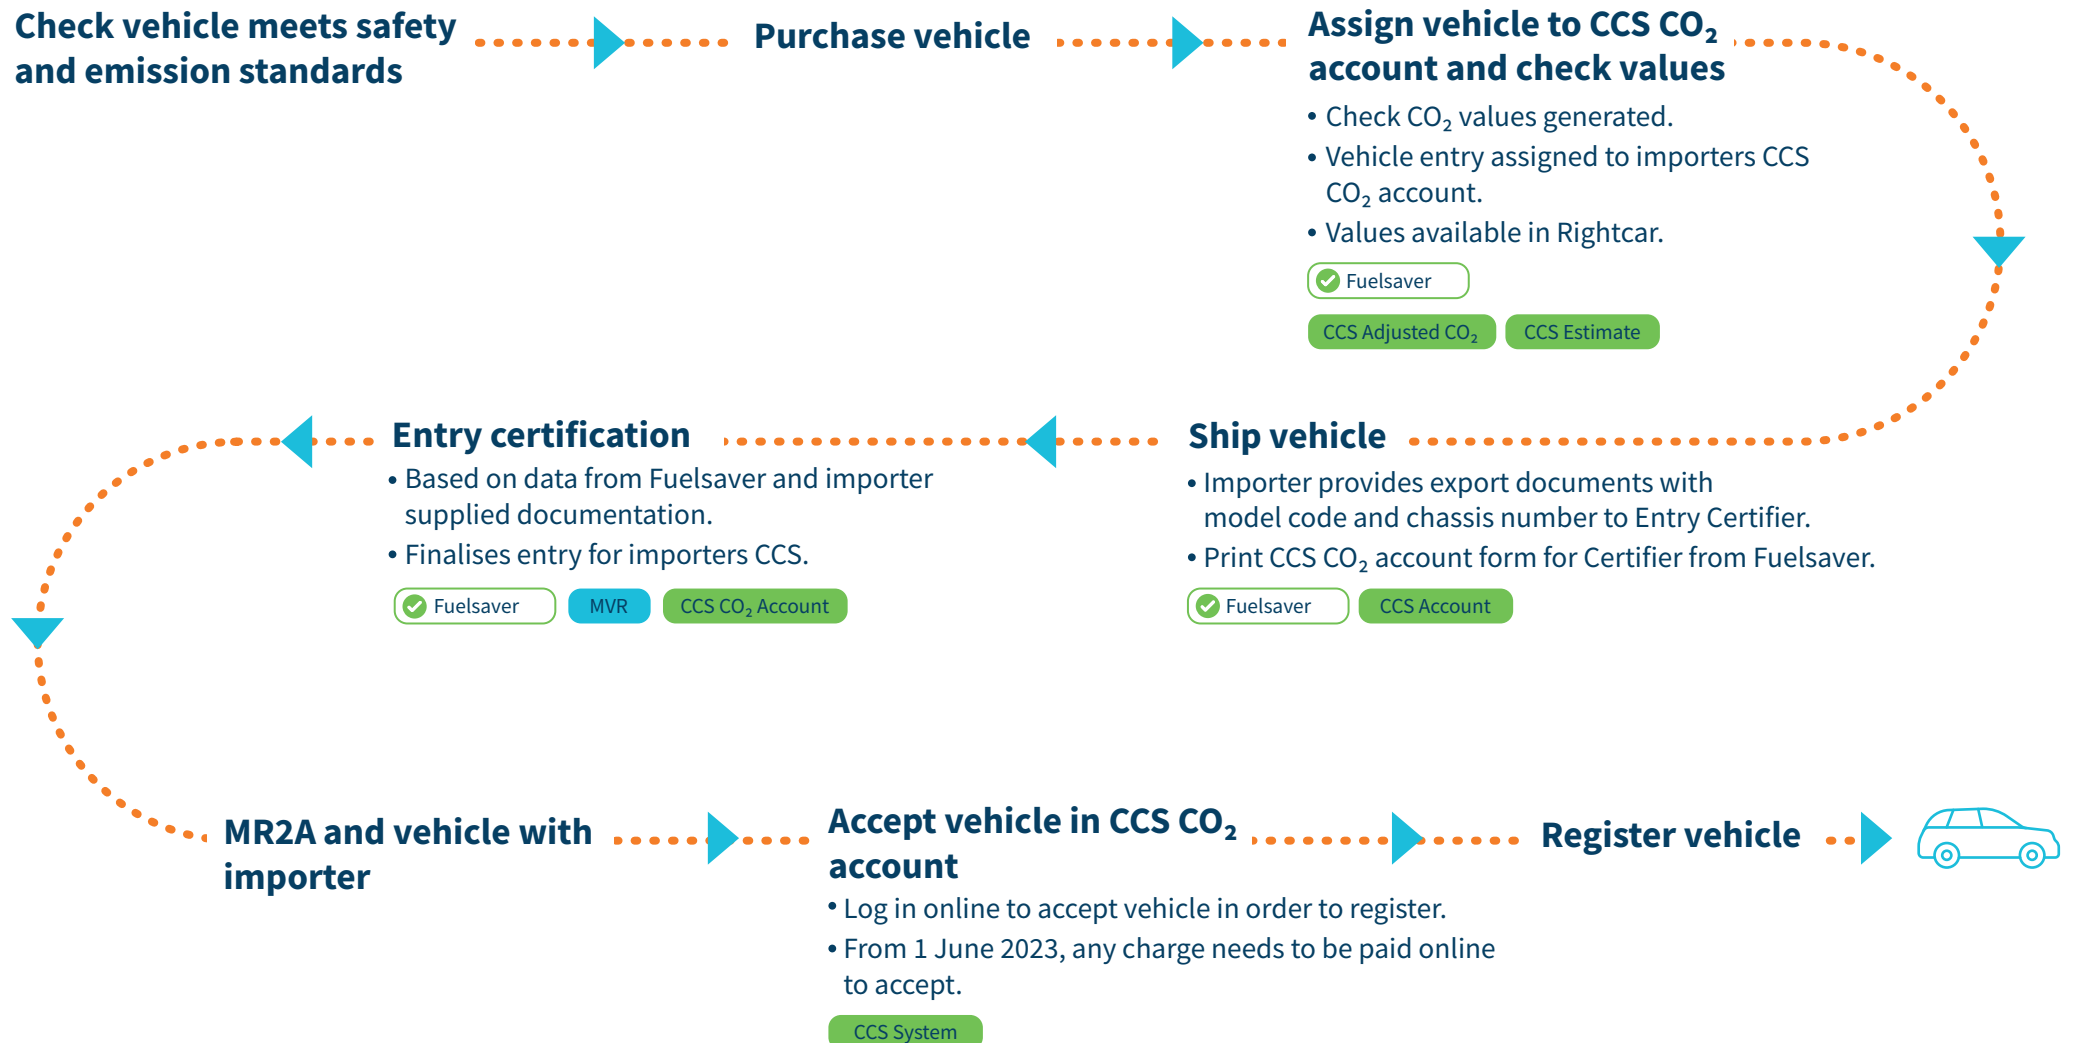 Check vehicle meets safety
and emission standards
Purchase vehicle
Assign vehicle to CCS CO₂
account and check values
• Check CO₂ values generated.
• Vehicle entry assigned to importers CCS
CO₂ account.
• Values available in Rightcar.
Fuelsaver
CCS Adjusted CO₂
CCS Estimate
Ship vehicle
• Importer provides export documents with
model code and chassis number to Entry Certifier.
• Print CCS CO₂ account form for Certifier from Fuelsaver.
Fuelsaver
CCS Account
Entry certification
• Based on data from Fuelsaver and importer
supplied documentation.
• Finalises entry for importers CCS.
Fuelsaver
MVR
CCS CO₂ Account
MR2A and vehicle with
importer
Accept vehicle in CCS CO₂
account
• Log in online to accept vehicle in order to register.
• From 1 June 2023, any charge needs to be paid online
to accept.
CCS System
Register vehicle